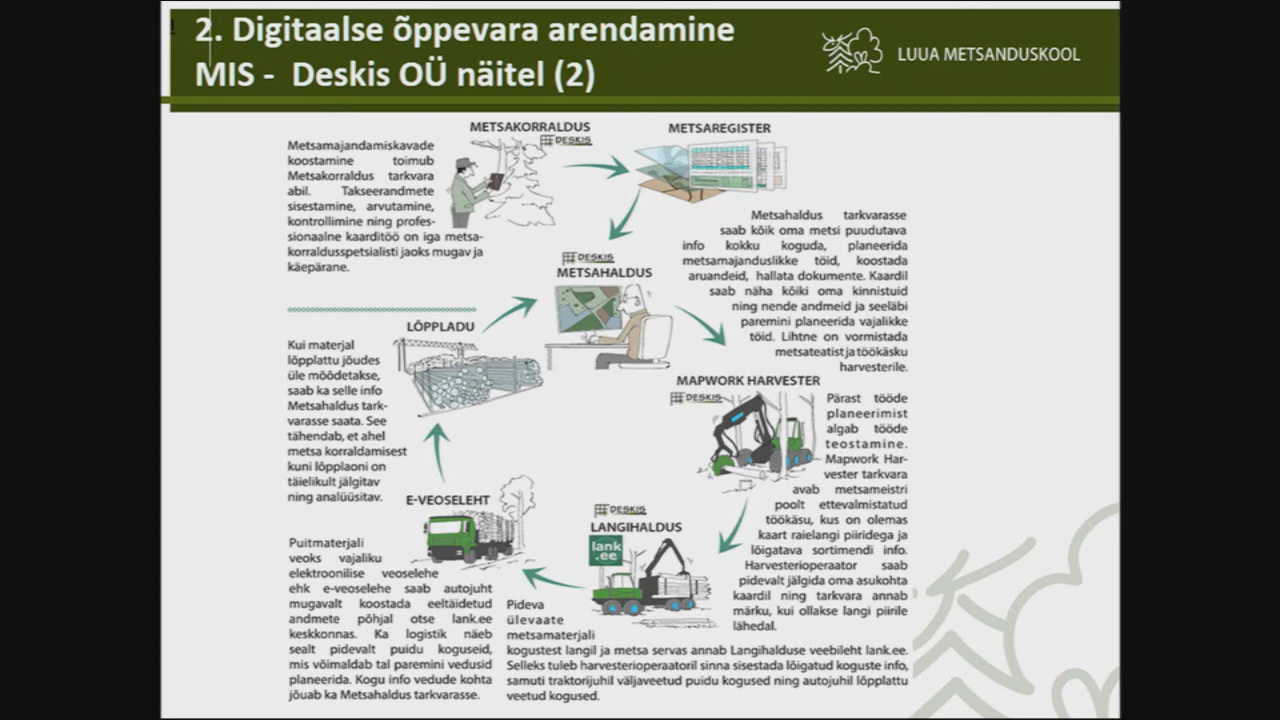 2. Digitaalse õppevara arendamine
MIS - Deskis OÜ näitel (2)
LUUA METSANDUSKOOL
METSAKORRALDUS
DESKIS
METSAREGISTER
Metsamajandamiskavade
koostamine toimub
Metsakorraldus tarkvara
abil. Takseerandmete
sisestamine, arvutamine,
kontrollimine ning profes-
sionaalne kaarditöö on iga metsa-
korraldusspetsialisti jaoks mugav ja
käepärane.
DESKIS
METSAHALDUS
Metsahaldus tarkvarasse
saab kõik oma metsi puudutava
info kokku koguda, planeerida
metsamajanduslikke töid, koostada
aruandeid, hallata dokumente. Kaardil
saab näha kõiki oma kinnistuid
ning nende andmeid ja seeläbi
paremini planeerida vajalikke
töid. Lihtne on vormistada
metsateatist ja töökäsku
harvesterile.
LÕPPLADU
Kui materjal
lõpplattu jõudes
üle mõõdetakse,
saab ka selle info
Metsahaldus tark-
varasse saata. See
tähendab, et ahel
metsa korraldamisest
kuni lõpplaoni on
täielikult jälgitav
ning analüüsitav.
MAPWORK HARVESTER
DESKIS
Pärast tööde
planeerimist
algab tööde
teostamine.
Mapwork Har-
vester tarkvara
avab metsameistri
poolt ettevalmistatud
töökäsu, kus on olemas
kaart raielangi piiridega ja
lõigatava sortimendi info.
Harvesterioperaator saab
pidevalt jälgida oma asukohta
kaardil ning tarkvara annab
märku, kui ollakse langi piirile
lähedal.
E-VEOSELEHT
Puitmaterjali
veoks vajaliku
elektroonilise veoselehe
ehk e-veoselehe saab autojuht
mugavalt koostada eeltäidetud
andmete põhjal otse lank.ee
keskkonnas. Ka logistik näeb
sealt pidevalt puidu koguseid,
mis võimaldab tal paremini vedusid
planeerida. Kogu info vedude kohta
jõuab ka Metsahaldus tarkvarasse.
DESKIS
LANGIHALDUS
lank
.ee
Pideva
ülevaate
metsamaterjali
kogustest langil ja metsa servas annab Langihalduse veebileht lank.ee.
Selleks tuleb harvesterioperaatoril sinna sisestada lõigatud koguste info,
samuti traktorijuhil väljaveetud puidu kogused ning autojuhil lõpplattu
veetud kogused.